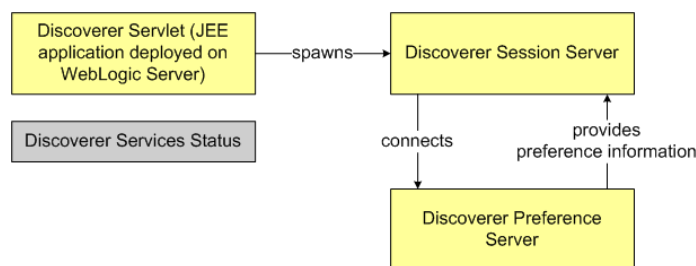 Discoverer Servlet (JEE
application deployed on
WebLogic Server)
spawns
Discoverer Session Server
Discoverer Services Status
connects
provides
preference information
Discoverer Preference
Server